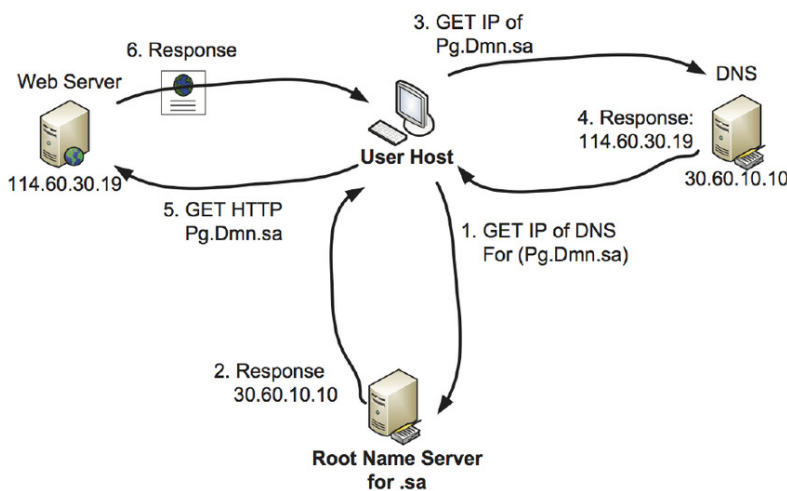 6. Response
Web Server
114.60.30.19
3. GET IP of
Pg.Dmn.sa
DNS
4. Response:
114.60.30.19
30.60.10.10
User Host
5. GET HTTP
Pg.Dmn.sa
1. GET IP of DNS
For (Pg.Dmn.sa)
2. Response
30.60.10.10
Root Name Server
for .sa